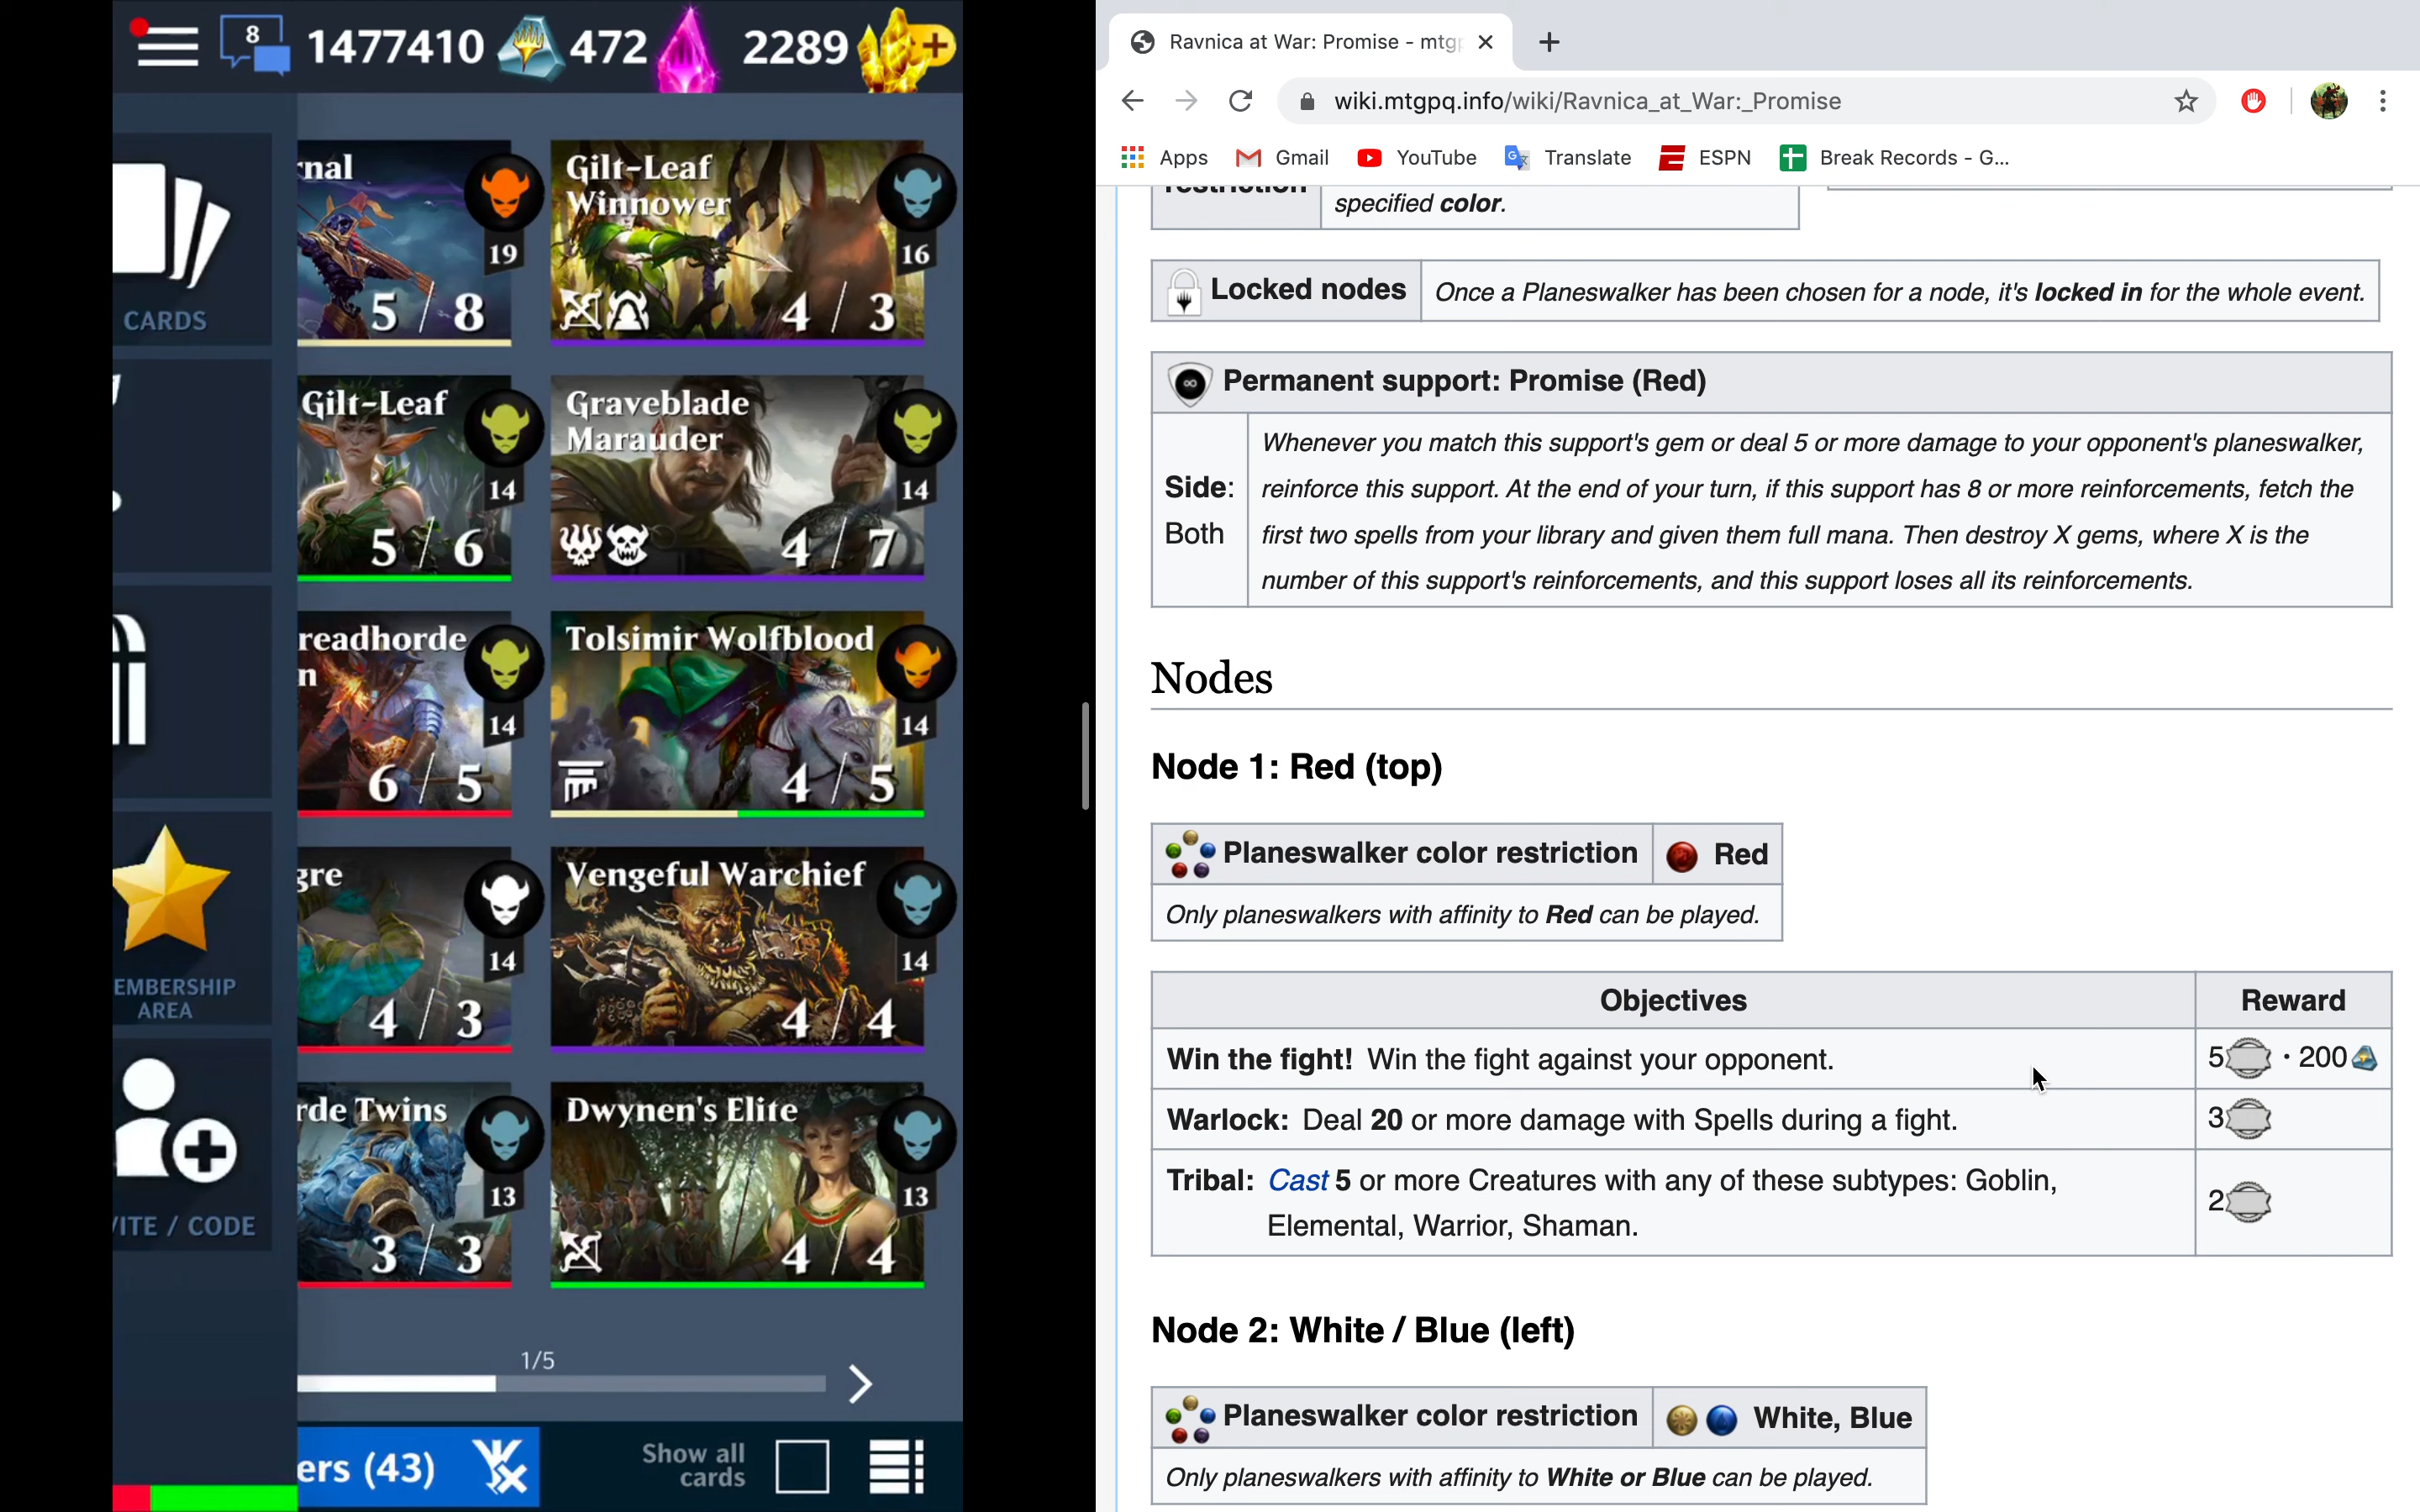 8
1477410
472
2289
CARDS
EMBERSHIP
AREA
VITE / CODE
rnal
19
5 / 8
Gilt-Leaf
Winnower
16
4 / 3
Gilt-Leaf
14
5 / 6
Graveblade
Marauder
14
4 / 7
readhorde
n
14
6 / 5
Tolsimir Wolfblood
14
4 / 5
gre
14
4 / 3
Vengeful Warchief
14
4 / 4
rde Twins
13
3 / 3
Dwynen's Elite
13
4 / 4
1/5
ers (43)
Show all
cards
Ravnica at War: Promise - mtgp
wiki.mtgpq.info/wiki/Ravnica_at_War:_Promise
Apps Gmail YouTube Translate ESPN Break Records - G...
restriction
specified color.
Locked nodes Once a Planeswalker has been chosen for a node, it's locked in for the whole event.
Permanent support: Promise (Red)
Side:
Both
Whenever you match this support's gem or deal 5 or more damage to your opponent's planeswalker,
reinforce this support. At the end of your turn, if this support has 8 or more reinforcements, fetch the
first two spells from your library and given them full mana. Then destroy X gems, where X is the
number of this support's reinforcements, and this support loses all its reinforcements.
Nodes
Node 1: Red (top)
Planeswalker color restriction Red
Only planeswalkers with affinity to Red can be played.
Objectives Reward
Win the fight! Win the fight against your opponent. 5 · 200
Warlock: Deal 20 or more damage with Spells during a fight. 3
Tribal: Cast 5 or more Creatures with any of these subtypes: Goblin,
Elemental, Warrior, Shaman. 2
Node 2: White / Blue (left)
Planeswalker color restriction White, Blue
Only planeswalkers with affinity to White or Blue can be played.